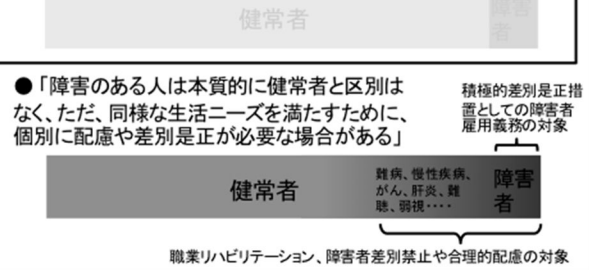 健常者
障害
者
●「障害のある人は本質的に健常者と区別は
なく、ただ、同様な生活ニーズを満たすために、
個別に配慮や差別是正が必要な場合がある」
積極的差別是正措
置としての障害者
雇用義務の対象
健常者
難病、慢性疾病、
がん、肝炎、難
聴、弱視‥‥
障害
者
職業リハビリテーション、障害者差別禁止や合理的配慮の対象